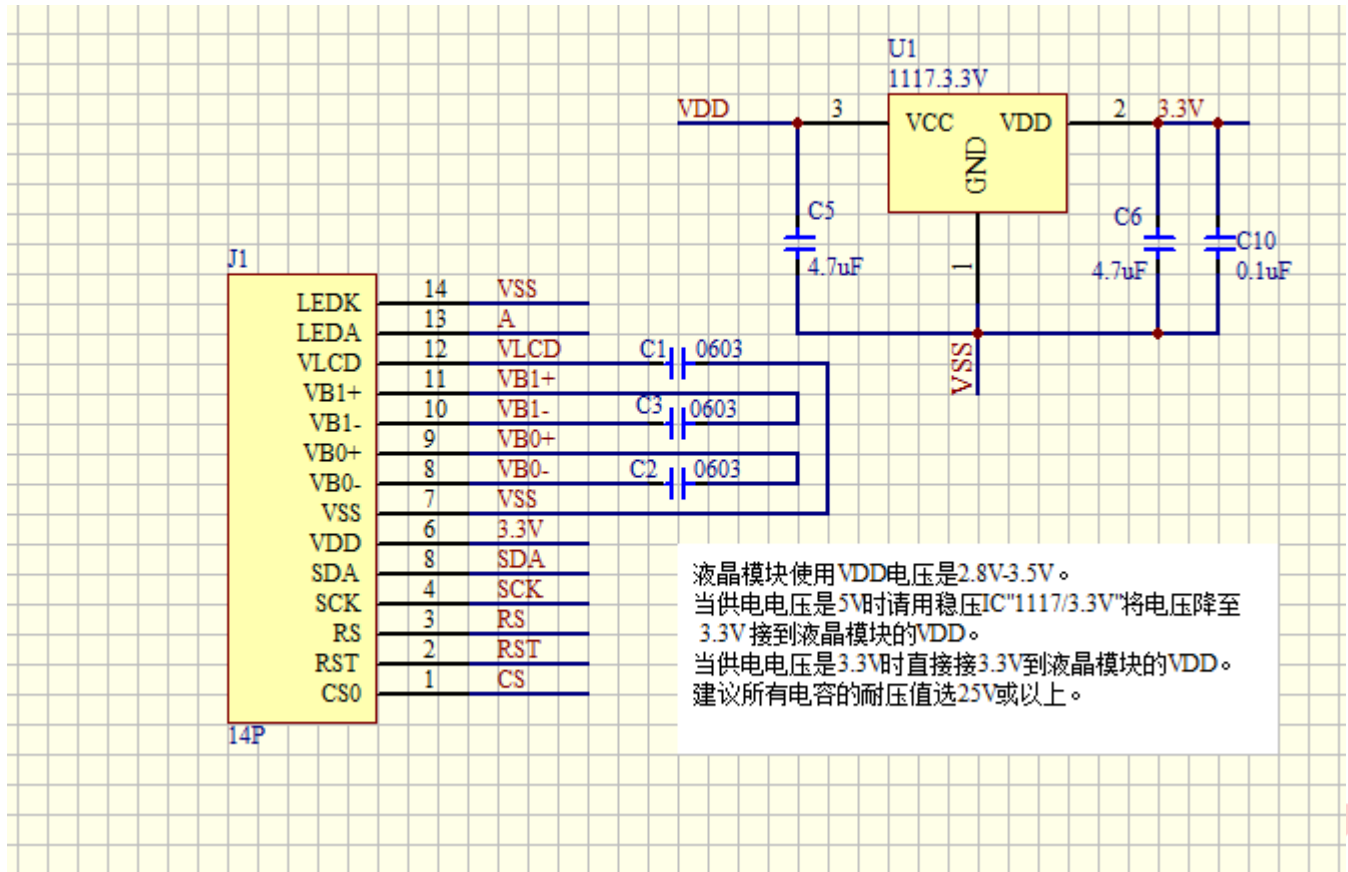 U1
1117.3.3V
VDD 3 VCC VDD 2 3.3V
GND
C5
4.7uF
1
C6
4.7uF
C10
0.1uF
VSS
J1
LEDK 14 VSS
LEDA 13 A
VLCD 12 VLCD C1 0603
VB1+ 11 VB1+
VB1- 10 VB1- C3 0603
VB0+ 9 VB0+
VB0- 8 VB0- C2 0603
VSS 7 VSS
VDD 6 3.3V
SDA 8 SDA
SCK 4 SCK
RS 3 RS
RST 2 RST
CS0 1 CS
14P
液晶模块使用VDD电压是2.8V-3.5V。
当供电电压是5V时请用稳压IC"1117/3.3V"将电压降至
3.3V 接到液晶模块的VDD。
当供电电压是3.3V时直接接3.3V到液晶模块的VDD。
建议所有电容的耐压值选25V或以上。